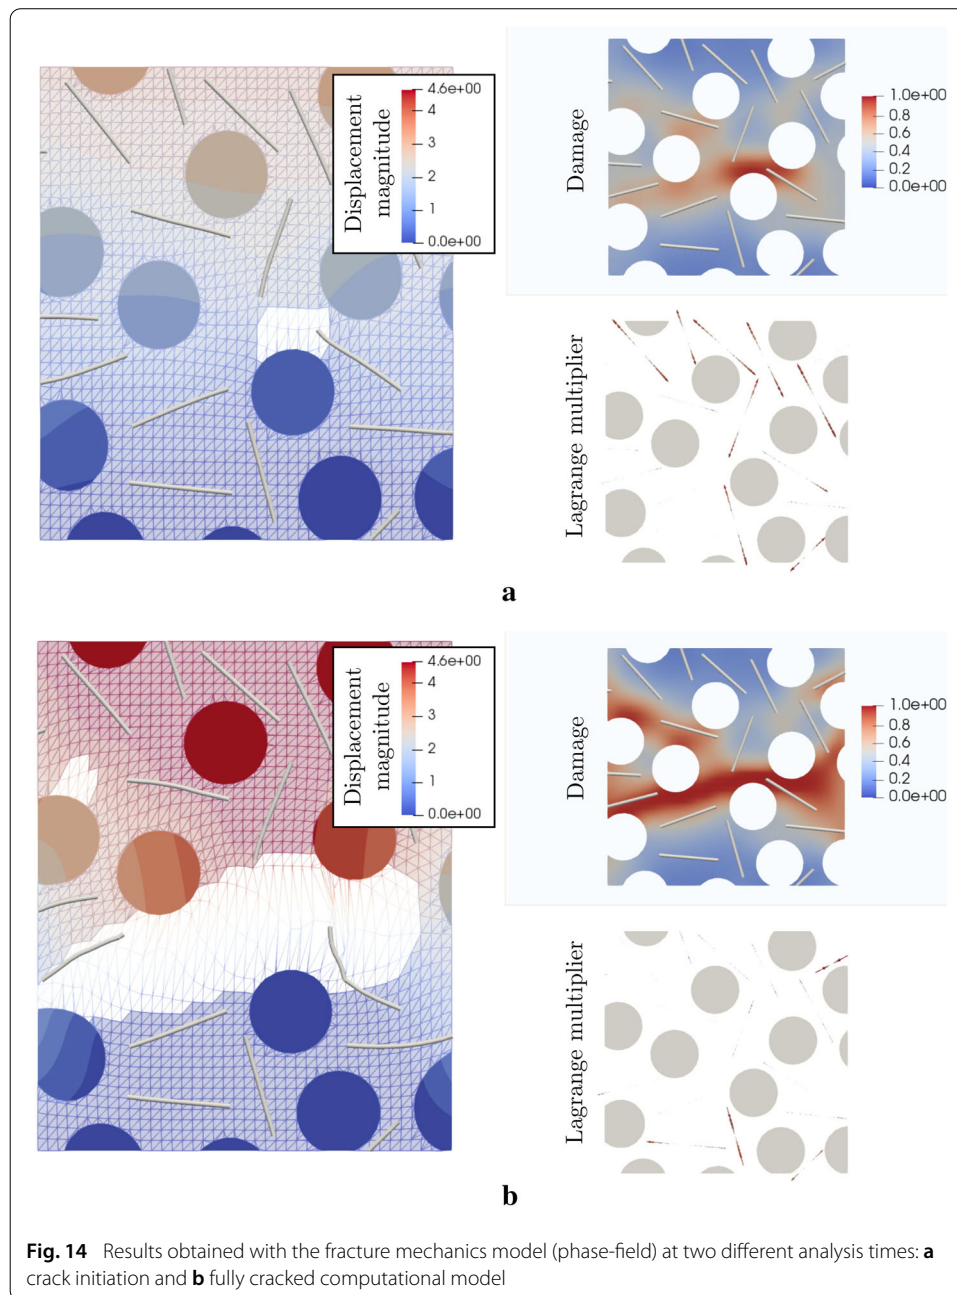 Displacement
magnitude
4.6e+00
4
3
2
1
0.0e+00
Damage
1.0e+00
0.8
0.6
0.4
0.2
0.0e+00
Lagrange multiplier
a
Displacement
magnitude
4.6e+00
4
3
2
1
0.0e+00
Damage
1.0e+00
0.8
0.6
0.4
0.2
0.0e+00
Lagrange multiplier
b
Fig. 14 Results obtained with the fracture mechanics model (phase-field) at two different analysis times: a
crack initiation and b fully cracked computational model